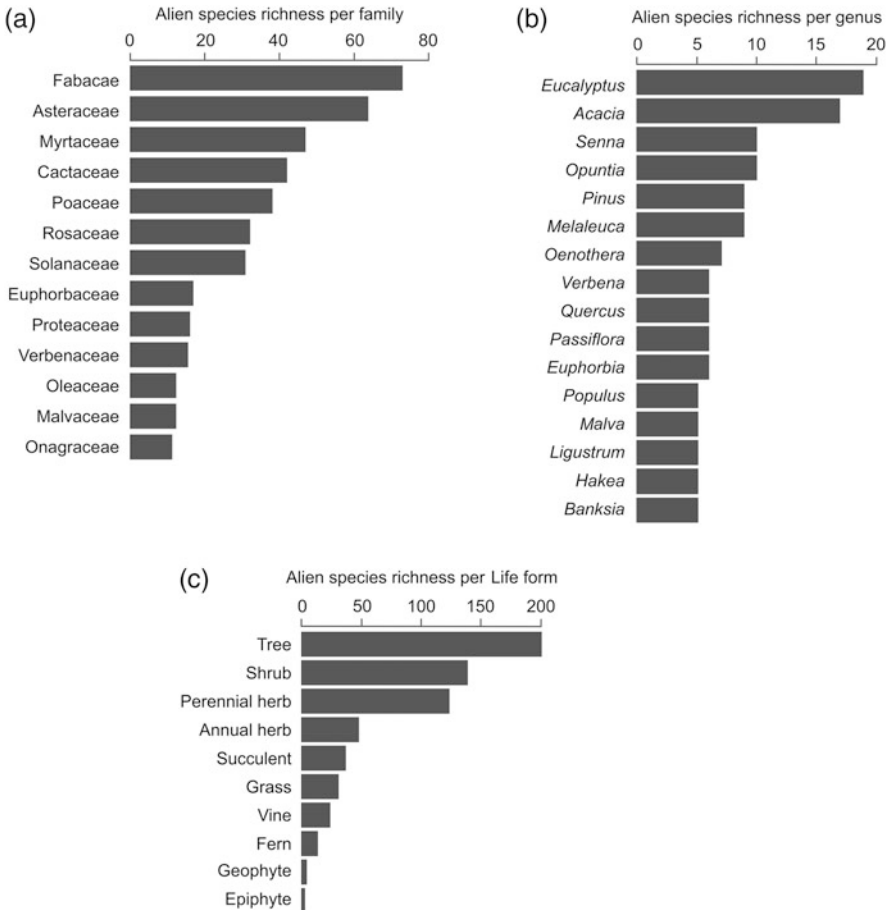 (a)
Alien species richness per family
0 20 40 60 80
Fabacae
Asteraceae
Myrtaceae
Cactaceae
Poaceae
Rosaceae
Solanaceae
Euphorbaceae
Proteaceae
Verbenaceae
Oleaceae
Malvaceae
Onagraceae
(b)
Alien species richness per genus
0 5 10 15 20
Eucalyptus
Acacia
Senna
Opuntia
Pinus
Melaleuca
Oenothera
Verbena
Quercus
Passiflora
Euphorbia
Populus
Malva
Ligustrum
Hakea
Banksia
(c)
Alien species richness per Life form
0 50 100 150 200
Tree
Shrub
Perennial herb
Annual herb
Succulent
Grass
Vine
Fern
Geophyte
Epiphyte